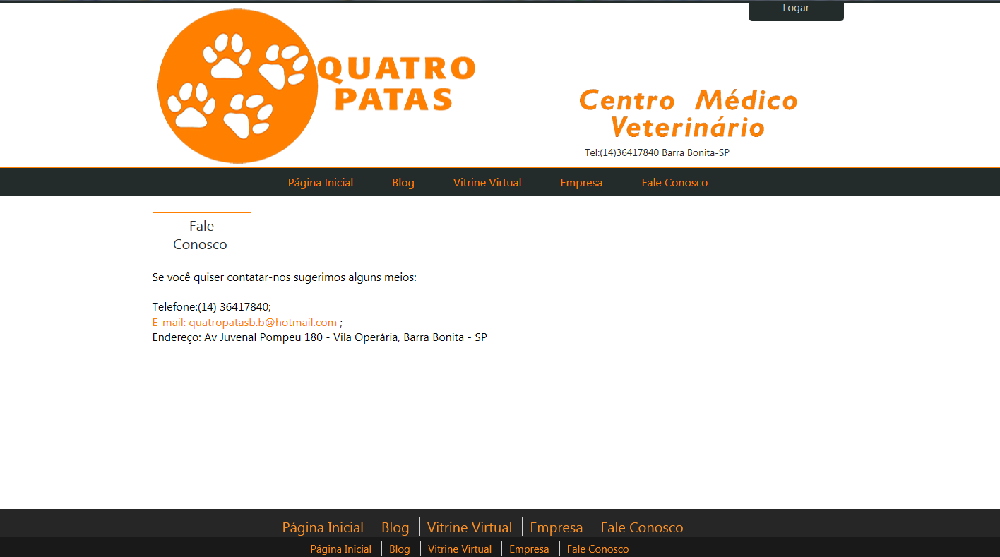 Logar
QUATRO
PATAS
Centro Médico
Veterinário
Tel:(14)36417840 Barra Bonita-SP
Página Inicial Blog Vitrine Virtual Empresa Fale Conosco
Fale
Conosco
Se você quiser contatar-nos sugerimos alguns meios:
Telefone:(14) 36417840;
E-mail: quatropatasb.b@hotmail.com ;
Endereço: Av Juvenal Pompeu 180 - Vila Operária, Barra Bonita - SP
Página Inicial Blog Vitrine Virtual Empresa Fale Conosco
Página Inicial Blog Vitrine Virtual Empresa Fale Conosco